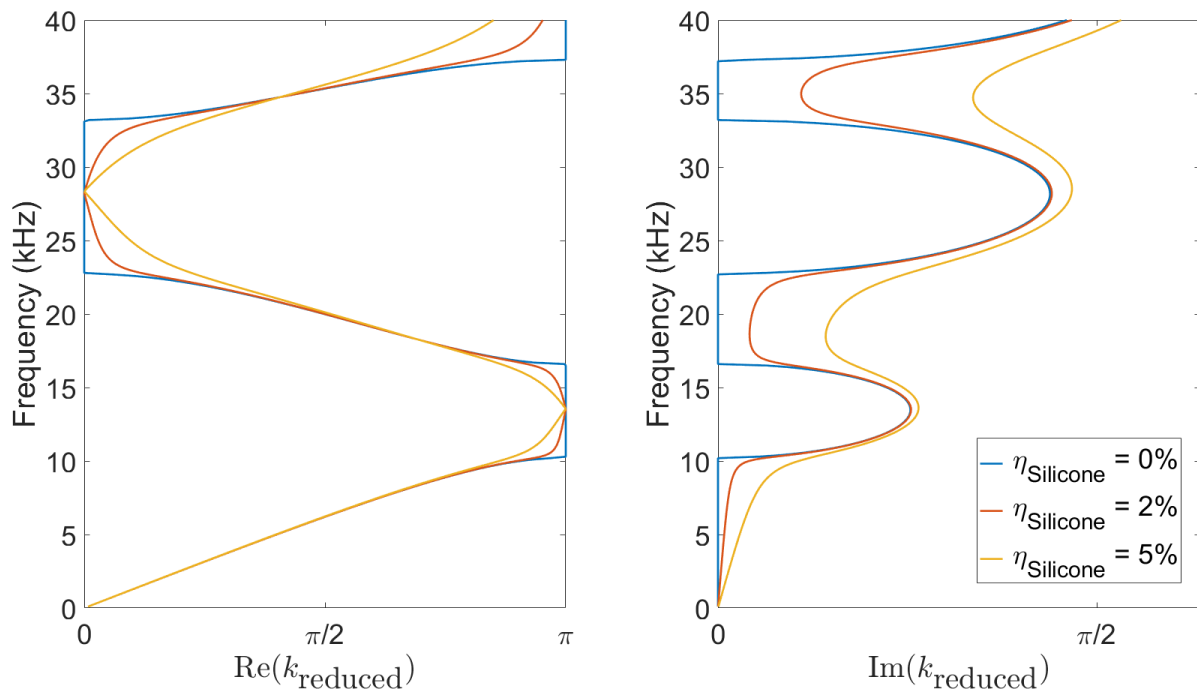 40
35
30
25
20
15
10
5
0
Frequency (kHz)
0
π/2
π
Re(k_reduced)
40
35
30
25
20
15
10
5
0
Frequency (kHz)
0
π/2
Im(k_reduced)
η_Silicone = 0%
η_Silicone = 2%
η_Silicone = 5%